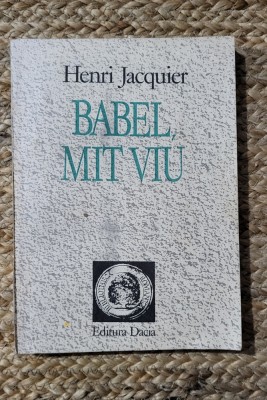 Henri Jacquier
BABEL,
MIT VIU
Editura Dacia